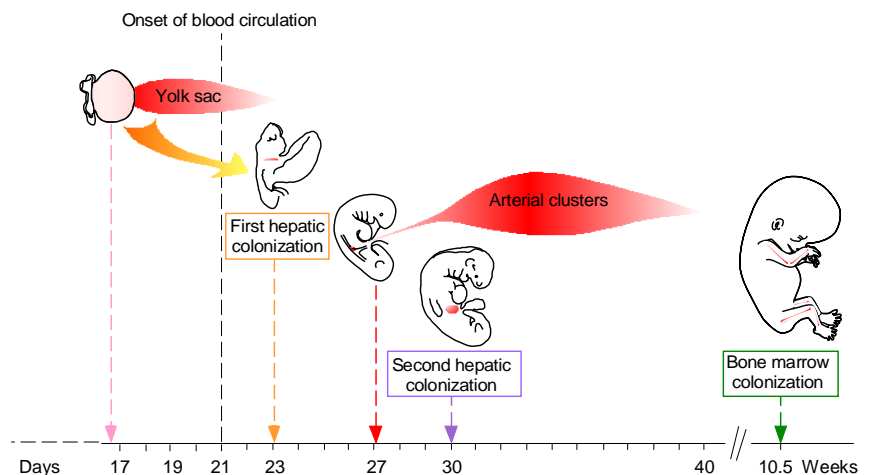 Onset of blood circulation
Yolk sac
First hepatic
colonization
Arterial clusters
Second hepatic
colonization
Bone marrow
colonization
Days 17 19 21 23 27 30 40 10.5 Weeks